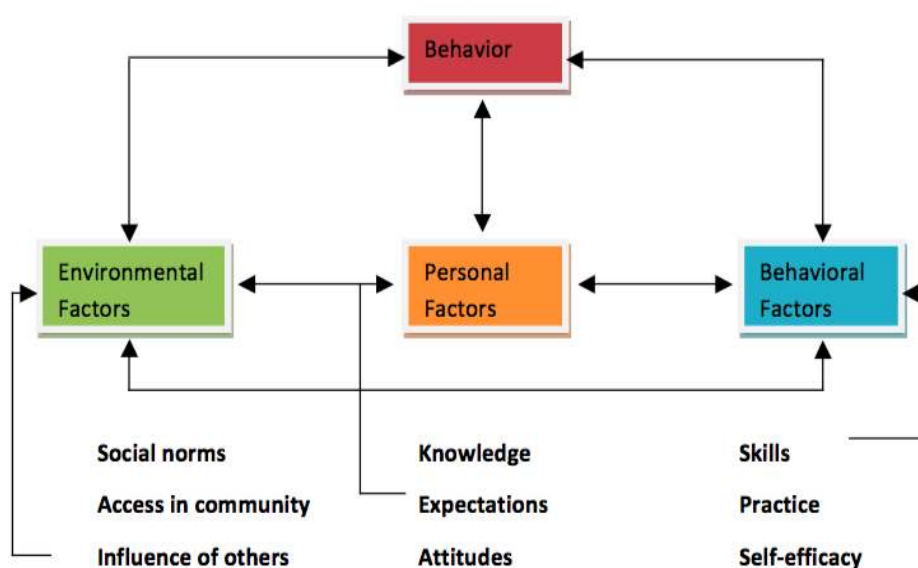 Behavior
Environmental
Factors
Personal
Factors
Behavioral
Factors
Social norms
Knowledge
Skills
Access in community
Expectations
Practice
Influence of others
Attitudes
Self-efficacy